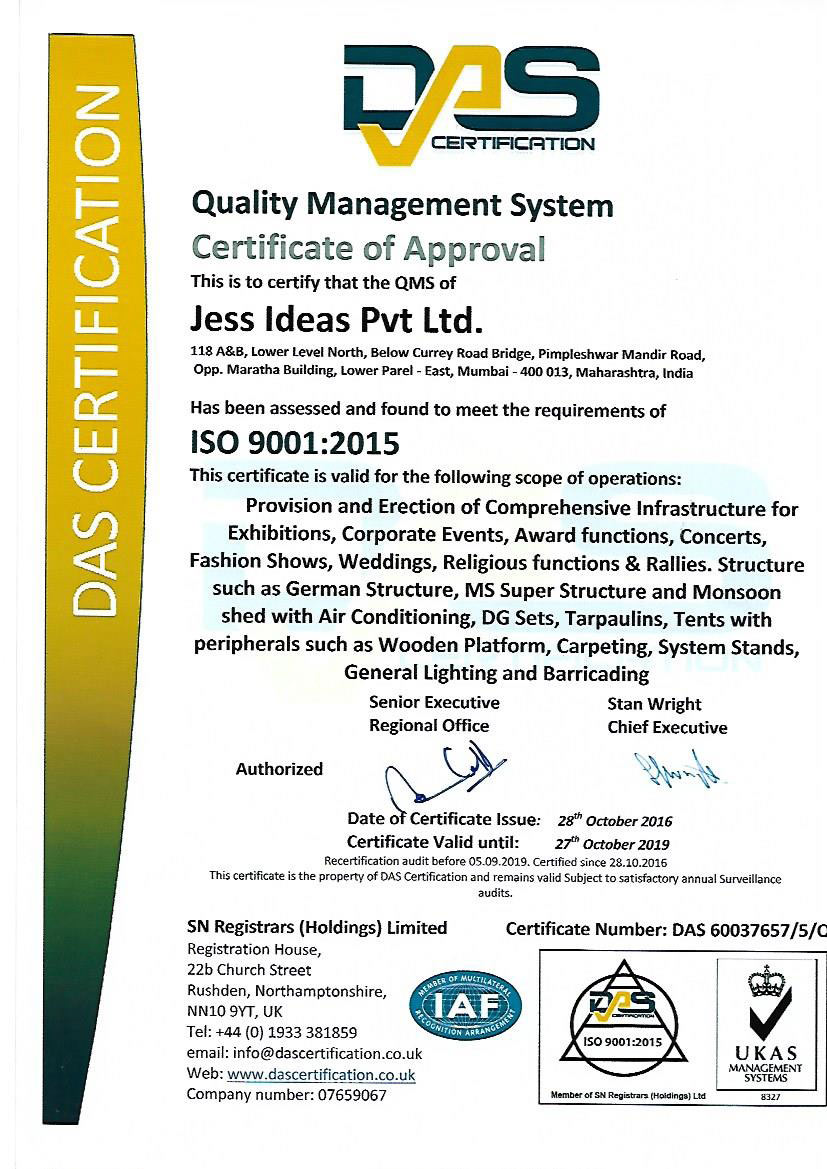 DAS CERTIFICATION
DAS
CERTIFICATION
Quality Management System
Certificate of Approval
This is to certify that the QMS of
Jess Ideas Pvt Ltd.
118 A&B, Lower Level North, Below Currey Road Bridge, Pimpleshwar Mandir Road,
Opp. Maratha Building, Lower Parel - East, Mumbai - 400 013, Maharashtra, India
Has been assessed and found to meet the requirements of
ISO 9001:2015
This certificate is valid for the following scope of operations:
Provision and Erection of Comprehensive Infrastructure for
Exhibitions, Corporate Events, Award functions, Concerts,
Fashion Shows, Weddings, Religious functions & Rallies. Structure
such as German Structure, MS Super Structure and Monsoon
shed with Air Conditioning, DG Sets, Tarpaulins, Tents with
peripherals such as Wooden Platform, Carpeting, System Stands,
General Lighting and Barricading
Senior Executive Stan Wright
Regional Office Chief Executive
Authorized
Date of Certificate Issue: 28th October 2016
Certificate Valid until: 27th October 2019
Recertification audit before 05.09.2019. Certified since 28.10.2016
This certificate is the property of DAS Certification and remains valid Subject to satisfactory annual Surveillance
audits.
SN Registrars (Holdings) Limited
Registration House,
22b Church Street
Rushden, Northamptonshire,
NN10 9YT, UK
Tel: +44 (0) 1933 381859
email: info@dascertification.co.uk
Web: www.dascertification.co.uk
Company number: 07659067
MEMBER OF MULTILATERAL
IAF
RECOGNITION ARRANGEMENT
Certificate Number: DAS 60037657/5/Q
DAS
CERTIFICATION
ISO 9001:2015
Member of SN Registrars (Holdings) Ltd
UKAS
MANAGEMENT
SYSTEMS
8327